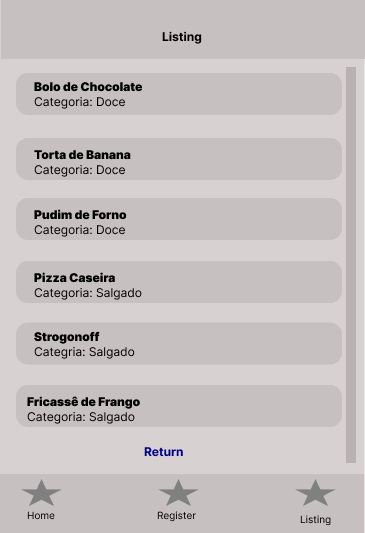 Listing
Bolo de Chocolate
Categoria: Doce
Torta de Banana
Categoria: Doce
Pudim de Forno
Categoria: Doce
Pizza Caseira
Categoria: Salgado
Strogonoff
Categria: Salgado
Fricassê de Frango
Categoria: Salgado
Return
Home
Register
Listing